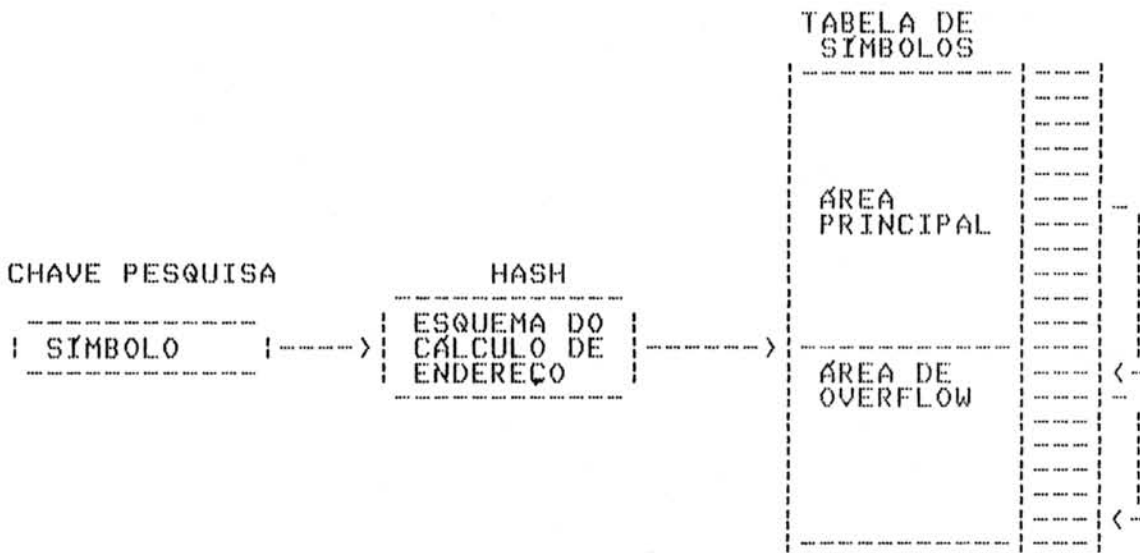 TABELA DE
SÍMBOLOS
ÁREA
PRINCIPAL
CHAVE PESQUISA
HASH
SÍMBOLO
ESQUEMA DO
CÁLCULO DE
ENDEREÇO
ÁREA DE
OVERFLOW